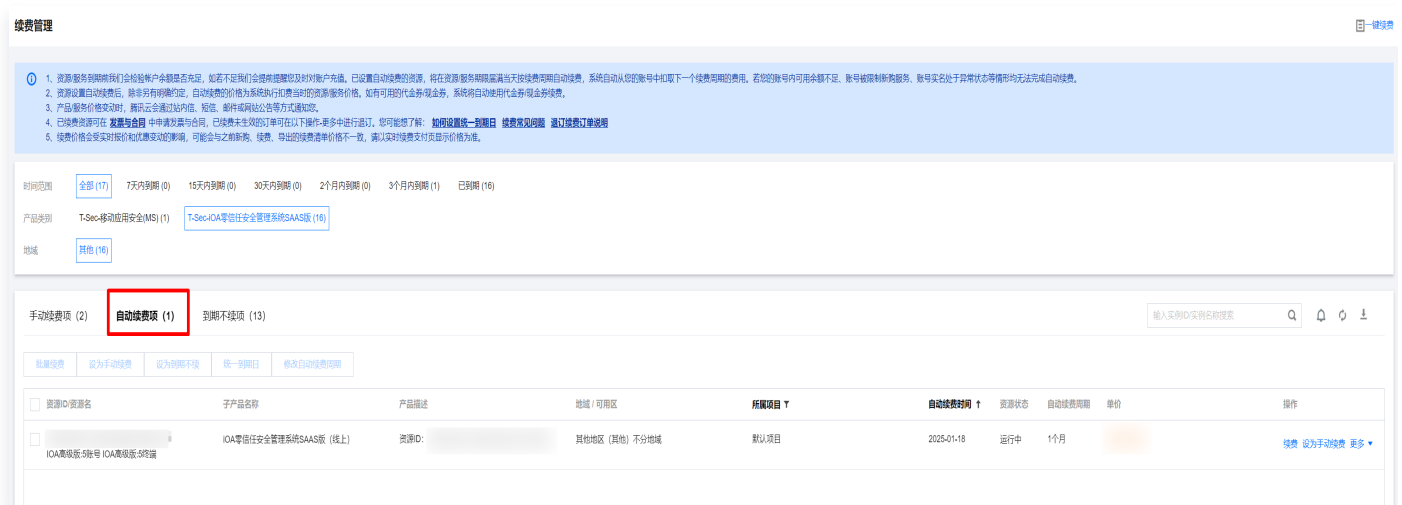 续费管理
一键续费
1、资源/服务到期前我们会检验帐户余额是否充足，如若不足我们会提前提醒您及时对账户充值。已设置自动续费的资源，将在资源/服务期限届满当天按续费周期自动续费，系统自动从您的账号中扣取下一个续费周期的费用。若您的账号内可用余额不足、账号被限制新购服务、账号实名处于异常状态等情形均无法完成自动续费。
2、资源设置自动续费后，除非另有明确约定，自动续费的价格为系统执行扣费当时的资源/服务价格。如有可用的代金券/现金券，系统将自动使用代金券/现金券续费。
3、产品/服务价格变动时，腾讯云会通过站内信、短信、邮件或网站公告等方式通知您。
4、已续费资源可在 发票与合同 中申请发票与合同，已续费未生效的订单可在以下操作-更多中进行退订。您可能想了解： 如何设置统一到期日 续费常见问题 退订续费订单说明
5、续费价格会受实时报价和优惠变动的影响，可能会与之前新购、续费、导出的续费清单价格不一致，请以实时续费支付页显示价格为准。
时间范围 全部 (17) 7天内到期 (0) 15天内到期 (0) 30天内到期 (0) 2个月内到期 (0) 3个月内到期 (1) 已到期 (16)
产品类别 T-Sec-移动应用安全(MS) (1) T-Sec-iOA零信任安全管理系统SAAS版 (16)
地域 其他 (16)
手动续费项（2） 自动续费项（1） 到期不续项（13） 输入实例ID/实例名称搜索
批量续费 设为手动续费 设为到期不续 统一到期日 修改自动续费周期
资源ID/资源名 子产品名称 产品描述 地域 / 可用区 所属项目 自动续费时间 ↑ 资源状态 自动续费周期 单价 操作
iOA零信任安全管理系统SAAS版（线上） 资源ID: 其他地区（其他）不分地域 默认项目 2025-01-18 运行中 1个月 续费 设为手动续费 更多
IOA高级版:5账号 IOA高级版:5终端